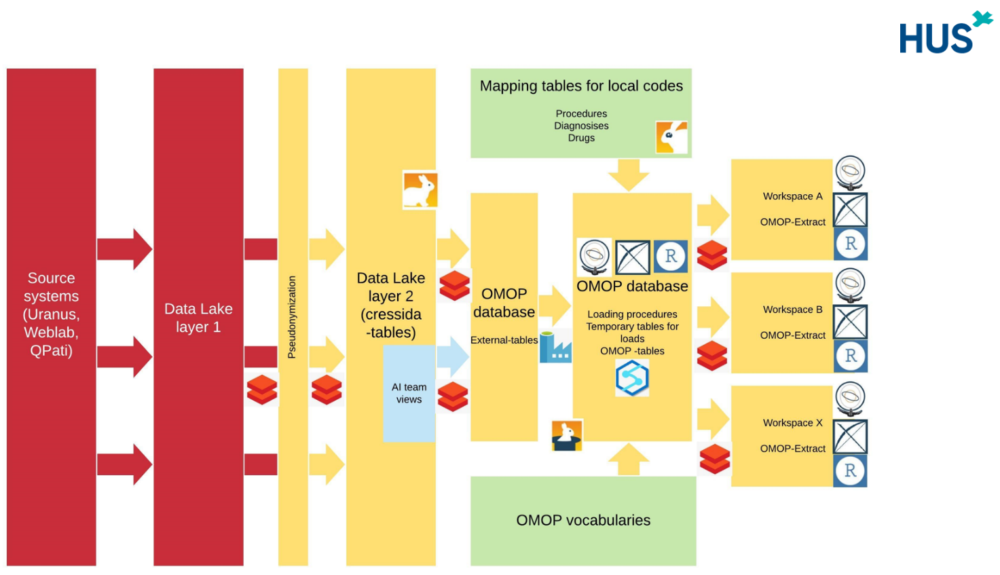 HUS
Source
systems
(Uranus,
Weblab,
QPati)
Data Lake
layer 1
Pseudonymization
Data Lake
layer 2
(cressida
-tables)
AI team
views
Mapping tables for local codes
Procedures
Diagnosises
Drugs
OMOP
database
External-tables
OMOP database
Loading procedures
Temporary tables for
loads
OMOP -tables
OMOP vocabularies
Workspace A
OMOP-Extract
Workspace B
OMOP-Extract
Workspace X
OMOP-Extract
R
R
R
R